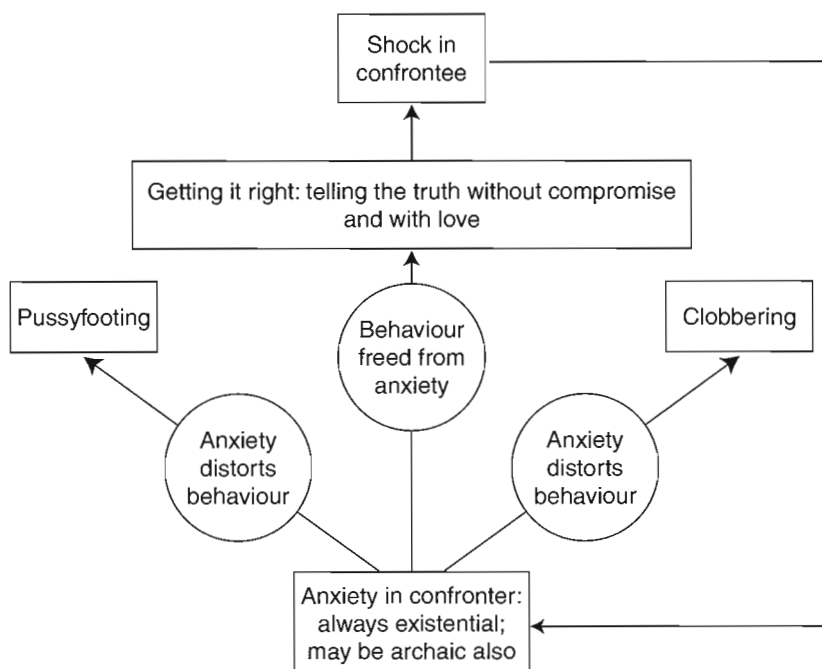 Shock in
confrontee
Getting it right: telling the truth without compromise
and with love
Pussyfooting
Behaviour
freed from
anxiety
Clobbering
Anxiety
distorts
behaviour
Anxiety
distorts
behaviour
Anxiety in confronter:
always existential;
may be archaic also